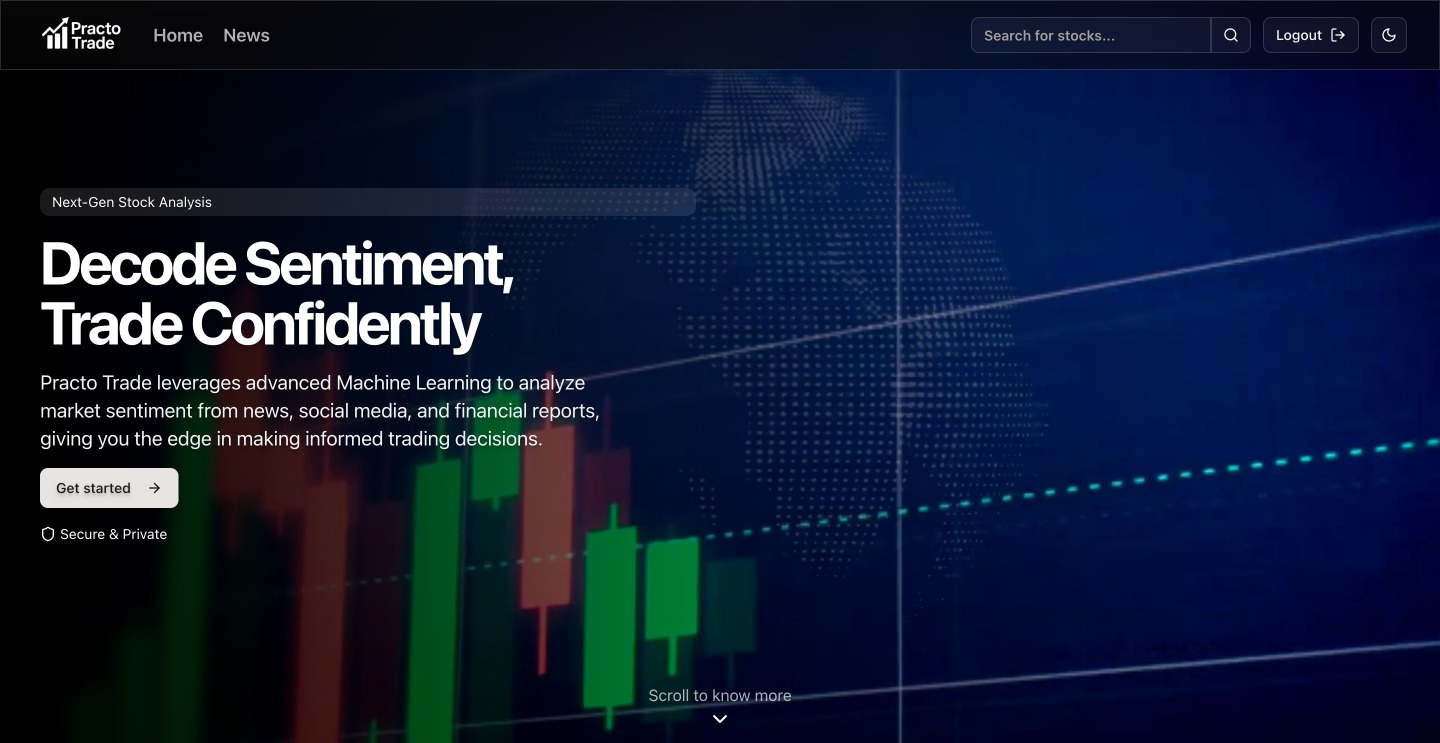 Practo
Trade
Home
News
Search for stocks...
Logout
Next-Gen Stock Analysis
Decode Sentiment,
Trade Confidently
Practo Trade leverages advanced Machine Learning to analyze
market sentiment from news, social media, and financial reports,
giving you the edge in making informed trading decisions.
Get started
Secure & Private
Scroll to know more